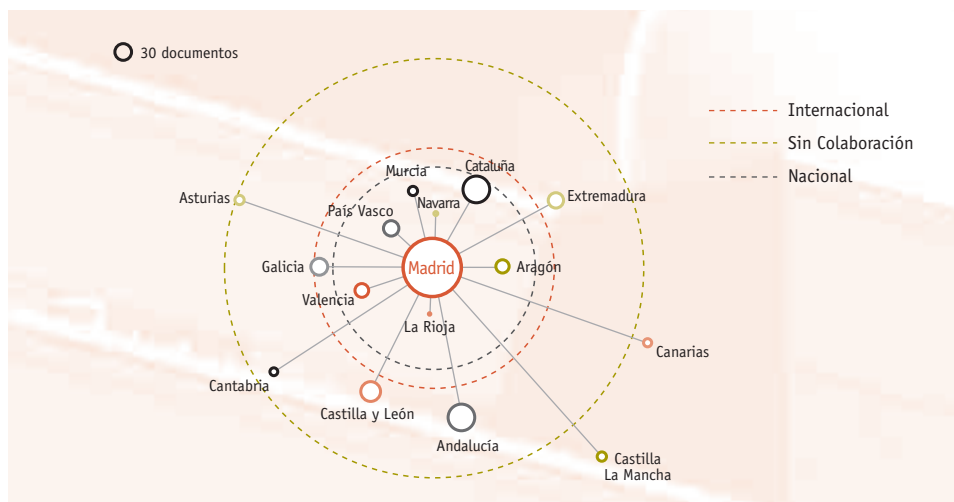 30 documentos
Internacional
Sin Colaboración
Nacional
Murcia
Cataluña
Asturias
Navarra
Extremadura
País Vasco
Galicia
Madrid
Aragón
Valencia
La Rioja
Canarias
Cantabria
Castilla y León
Andalucía
Castilla
La Mancha